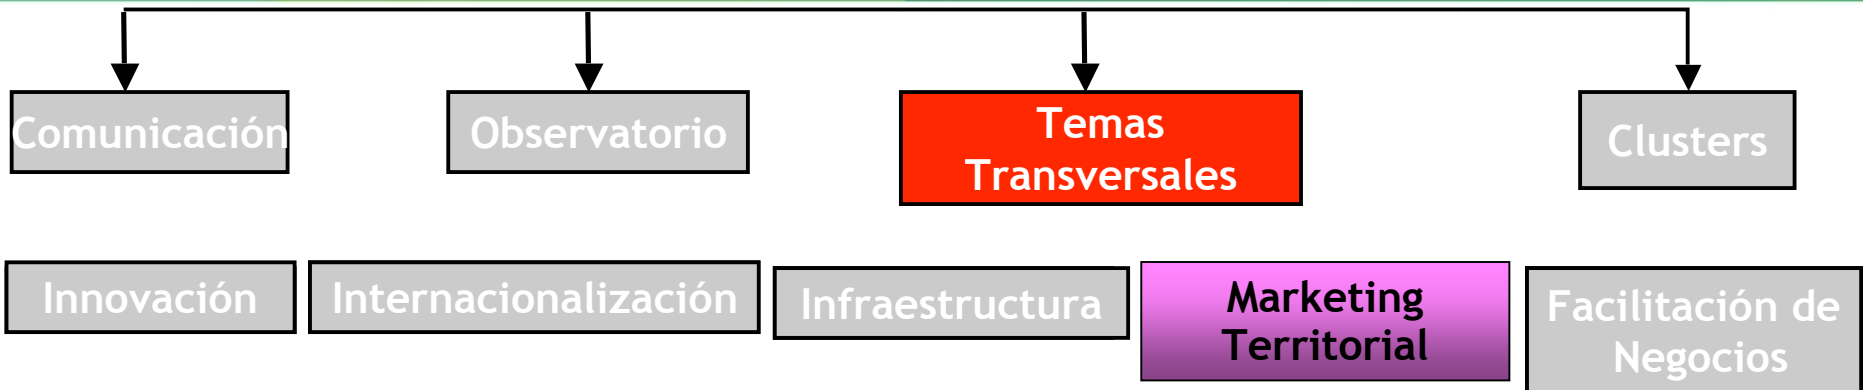 Comunicación
Observatorio
Temas
Transversales
Clusters
Innovación
Internacionalización
Infraestructura
Marketing
Territorial
Facilitación de
Negocios